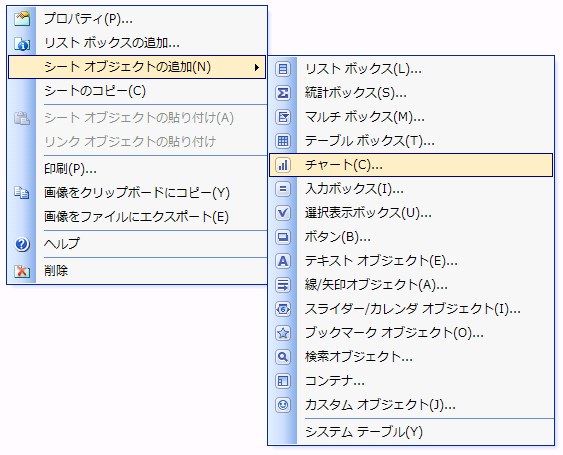 プロパティ(P)...
リスト ボックスの追加...
シート オブジェクトの追加(N)
シートのコピー(C)
シート オブジェクトの貼り付け(A)
リンク オブジェクトの貼り付け
印刷(P)...
画像をクリップボードにコピー(Y)
画像をファイルにエクスポート(E)
ヘルプ
削除
リスト ボックス(L)...
統計ボックス(S)...
マルチ ボックス(M)...
テーブル ボックス(T)...
チャート(C)...
入力ボックス(I)...
選択表示ボックス(U)...
ボタン(B)...
テキスト オブジェクト(E)...
線/矢印オブジェクト(A)...
スライダー/カレンダ オブジェクト(I)...
ブックマーク オブジェクト(O)...
検索オブジェクト...
コンテナ...
カスタム オブジェクト(J)...
システム テーブル(Y)